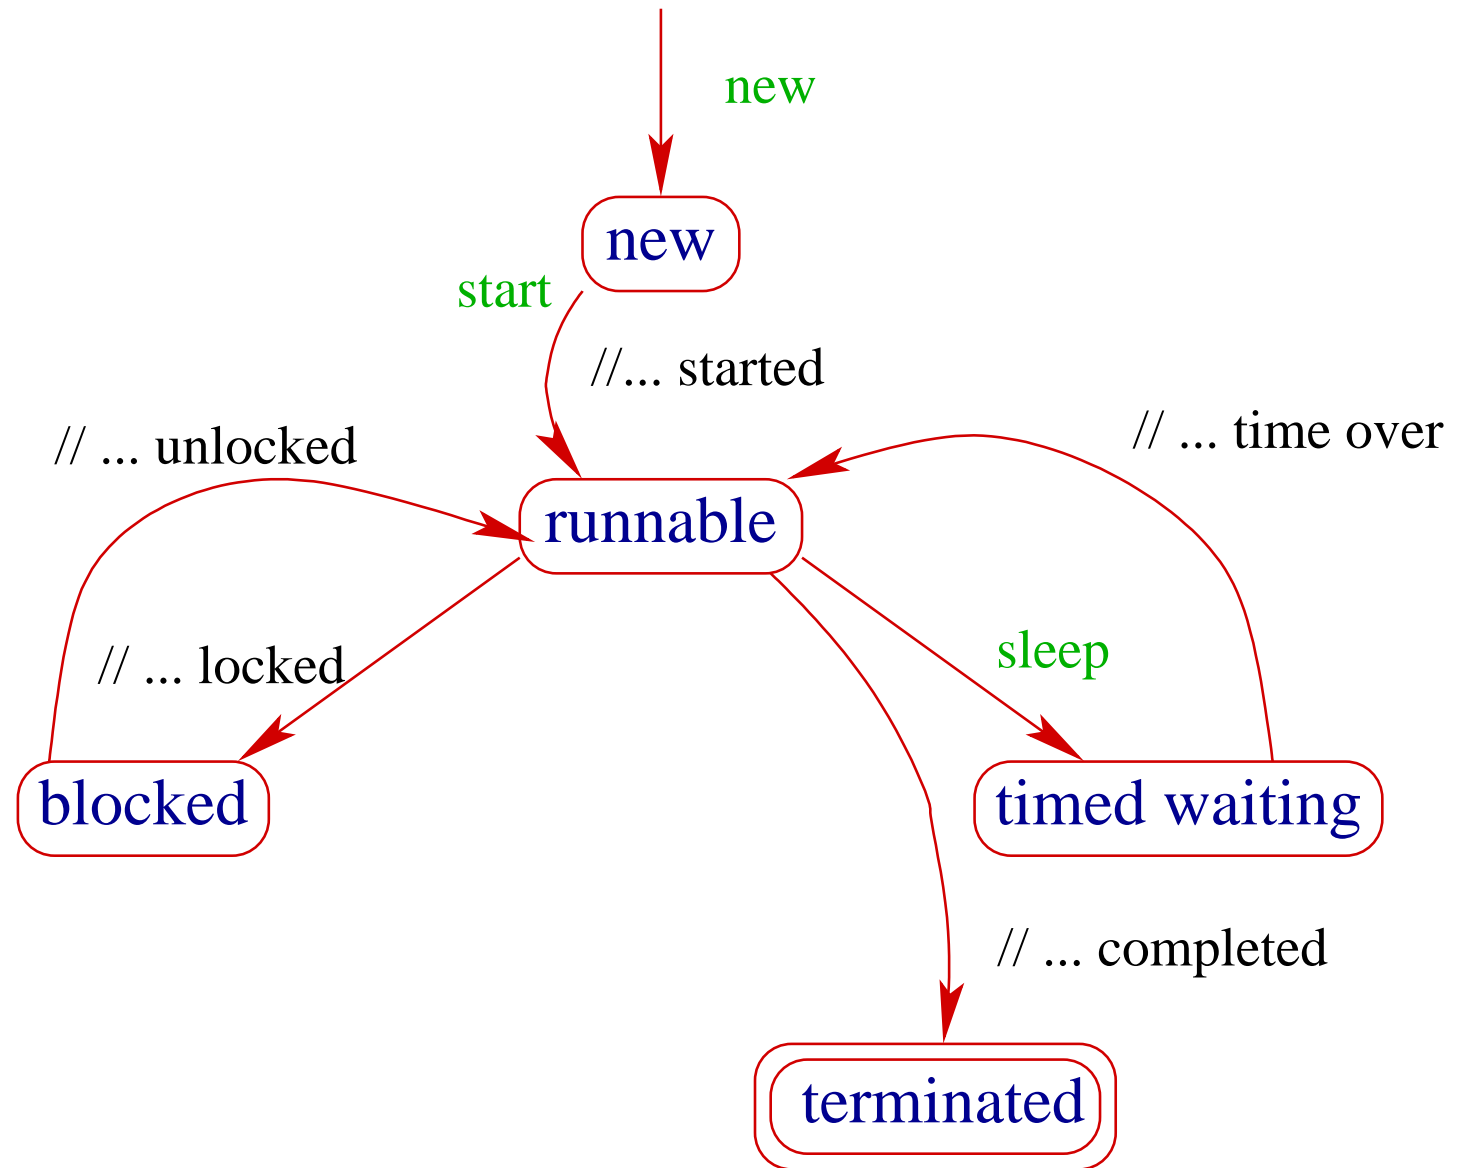 new
new
start
//... started
// ... time over
// ... unlocked
runnable
sleep
// ... locked
blocked
timed waiting
// ... completed
terminated